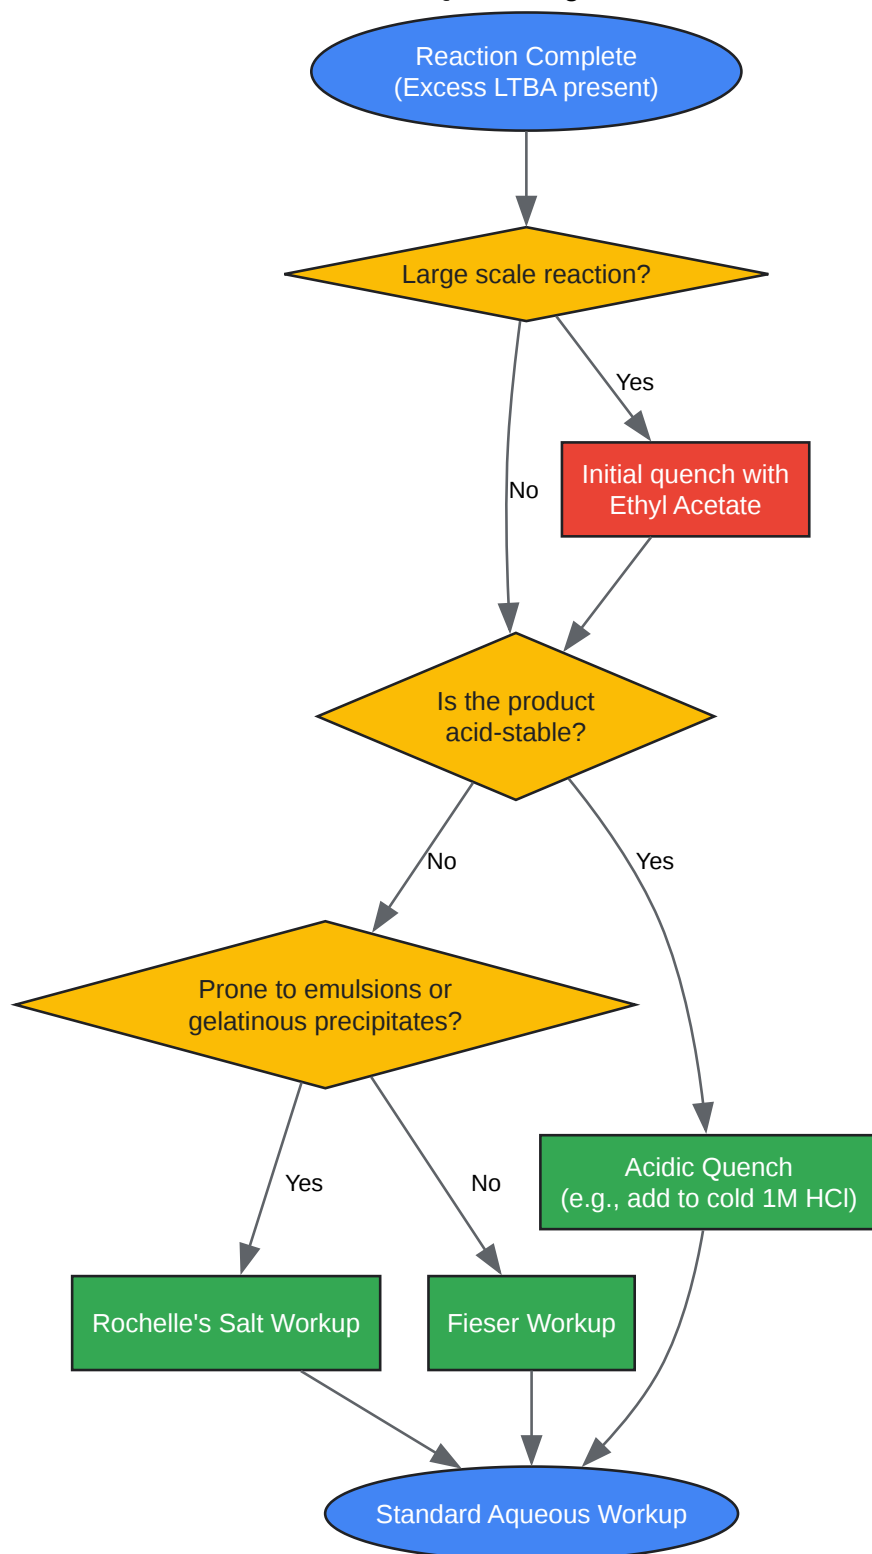 Reaction Complete
(Excess LTBA present)
Large scale reaction?
Yes
Initial quench with
Ethyl Acetate
No
Is the product
acid-stable?
No
Yes
Prone to emulsions or
gelatinous precipitates?
Acidic Quench
(e.g., add to cold 1M HCl)
Yes
No
Rochelle's Salt Workup
Fieser Workup
Standard Aqueous Workup